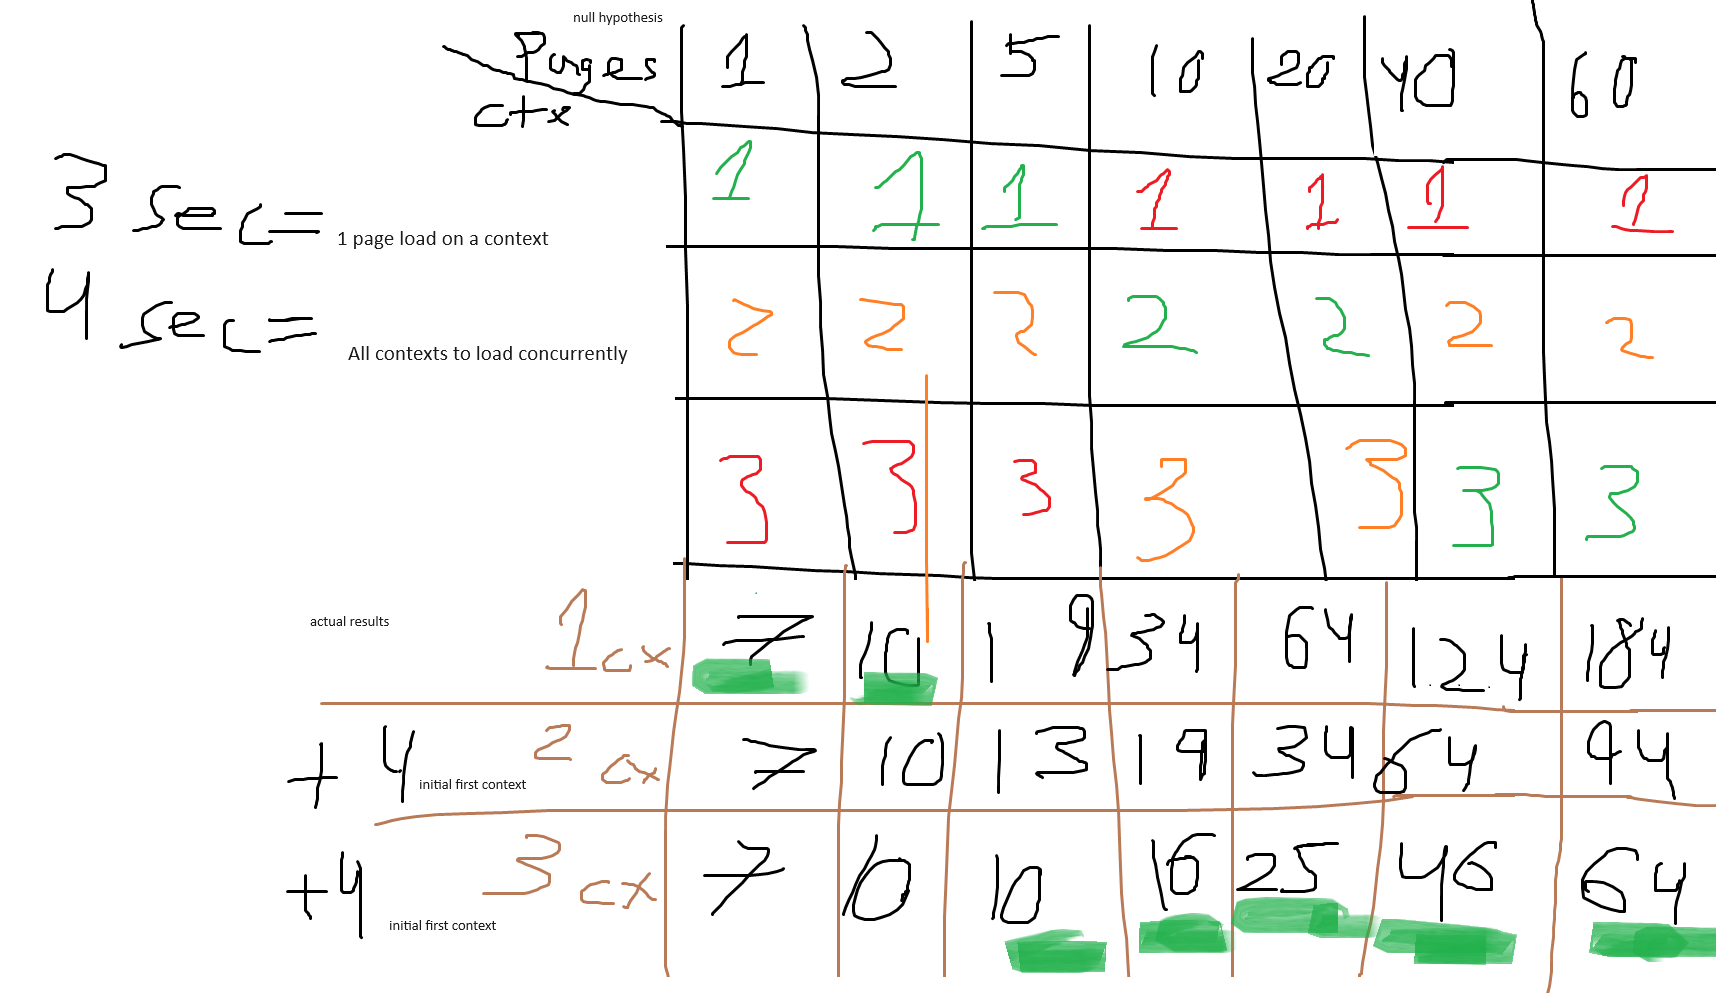 null hypothesis
Pages 1 2 5 10 20 40 60
ctx
1 1 1 1 1 1 1
3 sec = 1 page load on a context
2 2 2 2 2 2 2
4 sec = All contexts to load concurrently
3 3 3 3 3 3 3
actual results 1cx 7 10 19 34 64 124 184
+4 initial first context 2 cx 7 10 13 19 34 64 94
+4 initial first context 3 cx 7 10 10 16 25 46 64